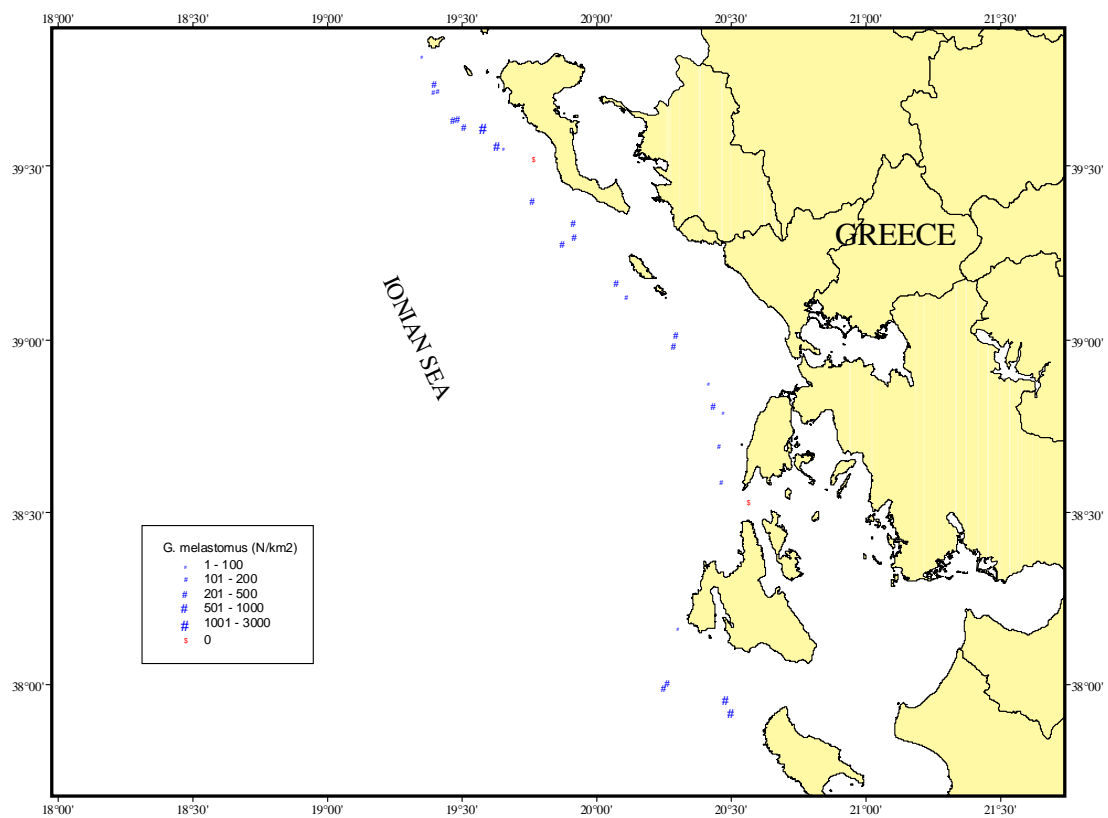 18°00' 18°30' 19°00' 19°30' 20°00' 20°30' 21°00' 21°30'
39°30' 39°30'
GREECE
IONIAN SEA
39°00' 39°00'
38°30' 38°30'
G. melastomus (N/km2)
# 1 - 100
# 101 - 200
# 201 - 500
# 501 - 1000
# 1001 - 3000
$ 0
38°00' 38°00'
18°00' 18°30' 19°00' 19°30' 20°00' 20°30' 21°00' 21°30'